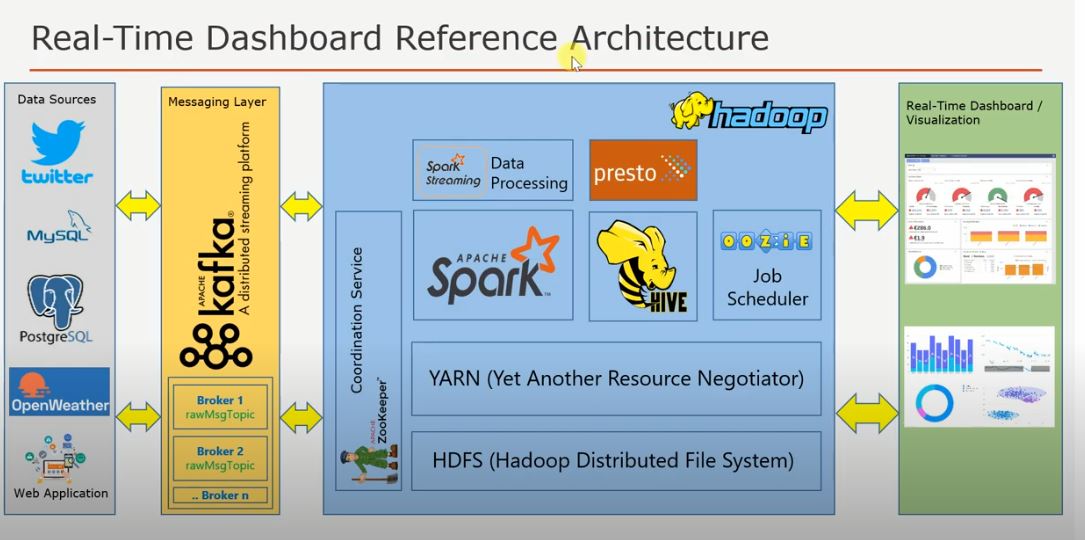 Real-Time Dashboard Reference Architecture
Data Sources
twitter
MySQL
PostgreSQL
OpenWeather
Web Application
Messaging Layer
APACHE
kafka®
A distributed streaming platform
Broker 1
rawMsgTopic
Broker 2
rawMsgTopic
.. Broker n
hadoop
Spark
Streaming
Data
Processing
presto
Coordination Service
APACHE
ZooKeeper™
APACHE
Spark™
HIVE
OOZIE
Job
Scheduler
YARN (Yet Another Resource Negotiator)
HDFS (Hadoop Distributed File System)
Real-Time Dashboard /
Visualization